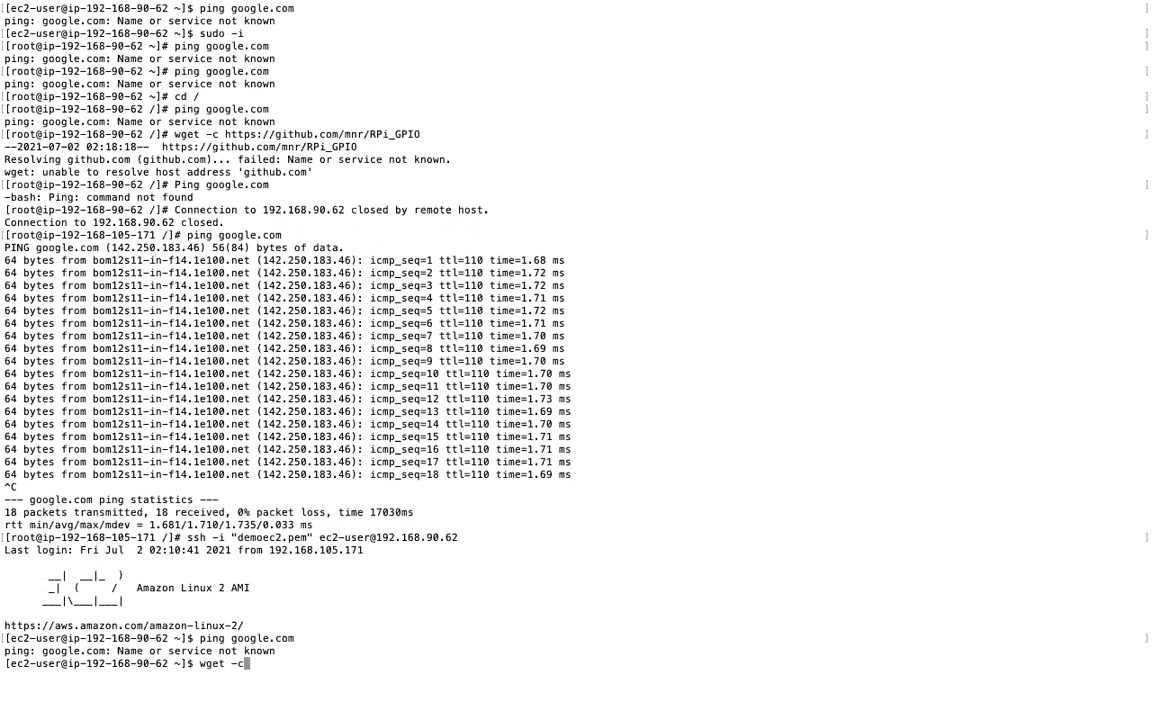 [[ec2-user@ip-192-168-90-62 ~]$ ping google.com ]
ping: google.com: Name or service not known
[[ec2-user@ip-192-168-90-62 ~]$ sudo -i ]
[[root@ip-192-168-90-62 ~]# ping google.com ]
ping: google.com: Name or service not known
[[root@ip-192-168-90-62 ~]# ping google.com ]
ping: google.com: Name or service not known
[[root@ip-192-168-90-62 ~]# cd / ]
[[root@ip-192-168-90-62 /]# ping google.com ]
ping: google.com: Name or service not known
[[root@ip-192-168-90-62 /]# wget -c https://github.com/mnr/RPi_GPIO ]
--2021-07-02 02:18:18-- https://github.com/mnr/RPi_GPIO
Resolving github.com (github.com)... failed: Name or service not known.
wget: unable to resolve host address 'github.com'
[[root@ip-192-168-90-62 /]# Ping google.com ]
-bash: Ping: command not found
[root@ip-192-168-90-62 /]# Connection to 192.168.90.62 closed by remote host.
Connection to 192.168.90.62 closed.
[[root@ip-192-168-105-171 /]# ping google.com ]
PING google.com (142.250.183.46) 56(84) bytes of data.
64 bytes from bom12s11-in-f14.1e100.net (142.250.183.46): icmp_seq=1 ttl=110 time=1.68 ms
64 bytes from bom12s11-in-f14.1e100.net (142.250.183.46): icmp_seq=2 ttl=110 time=1.72 ms
64 bytes from bom12s11-in-f14.1e100.net (142.250.183.46): icmp_seq=3 ttl=110 time=1.72 ms
64 bytes from bom12s11-in-f14.1e100.net (142.250.183.46): icmp_seq=4 ttl=110 time=1.71 ms
64 bytes from bom12s11-in-f14.1e100.net (142.250.183.46): icmp_seq=5 ttl=110 time=1.72 ms
64 bytes from bom12s11-in-f14.1e100.net (142.250.183.46): icmp_seq=6 ttl=110 time=1.71 ms
64 bytes from bom12s11-in-f14.1e100.net (142.250.183.46): icmp_seq=7 ttl=110 time=1.70 ms
64 bytes from bom12s11-in-f14.1e100.net (142.250.183.46): icmp_seq=8 ttl=110 time=1.69 ms
64 bytes from bom12s11-in-f14.1e100.net (142.250.183.46): icmp_seq=9 ttl=110 time=1.70 ms
64 bytes from bom12s11-in-f14.1e100.net (142.250.183.46): icmp_seq=10 ttl=110 time=1.70 ms
64 bytes from bom12s11-in-f14.1e100.net (142.250.183.46): icmp_seq=11 ttl=110 time=1.70 ms
64 bytes from bom12s11-in-f14.1e100.net (142.250.183.46): icmp_seq=12 ttl=110 time=1.73 ms
64 bytes from bom12s11-in-f14.1e100.net (142.250.183.46): icmp_seq=13 ttl=110 time=1.69 ms
64 bytes from bom12s11-in-f14.1e100.net (142.250.183.46): icmp_seq=14 ttl=110 time=1.70 ms
64 bytes from bom12s11-in-f14.1e100.net (142.250.183.46): icmp_seq=15 ttl=110 time=1.71 ms
64 bytes from bom12s11-in-f14.1e100.net (142.250.183.46): icmp_seq=16 ttl=110 time=1.71 ms
64 bytes from bom12s11-in-f14.1e100.net (142.250.183.46): icmp_seq=17 ttl=110 time=1.71 ms
64 bytes from bom12s11-in-f14.1e100.net (142.250.183.46): icmp_seq=18 ttl=110 time=1.69 ms
^C
--- google.com ping statistics ---
18 packets transmitted, 18 received, 0% packet loss, time 17030ms
rtt min/avg/max/mdev = 1.681/1.710/1.735/0.033 ms
[[root@ip-192-168-105-171 /]# ssh -i "demoec2.pem" ec2-user@192.168.90.62 ]
Last login: Fri Jul  2 02:10:41 2021 from 192.168.105.171
__|  __|_  )
_|  (     /   Amazon Linux 2 AMI
___|\___|___|
https://aws.amazon.com/amazon-linux-2/
[[ec2-user@ip-192-168-90-62 ~]$ ping google.com ]
ping: google.com: Name or service not known
[ec2-user@ip-192-168-90-62 ~]$ wget -c